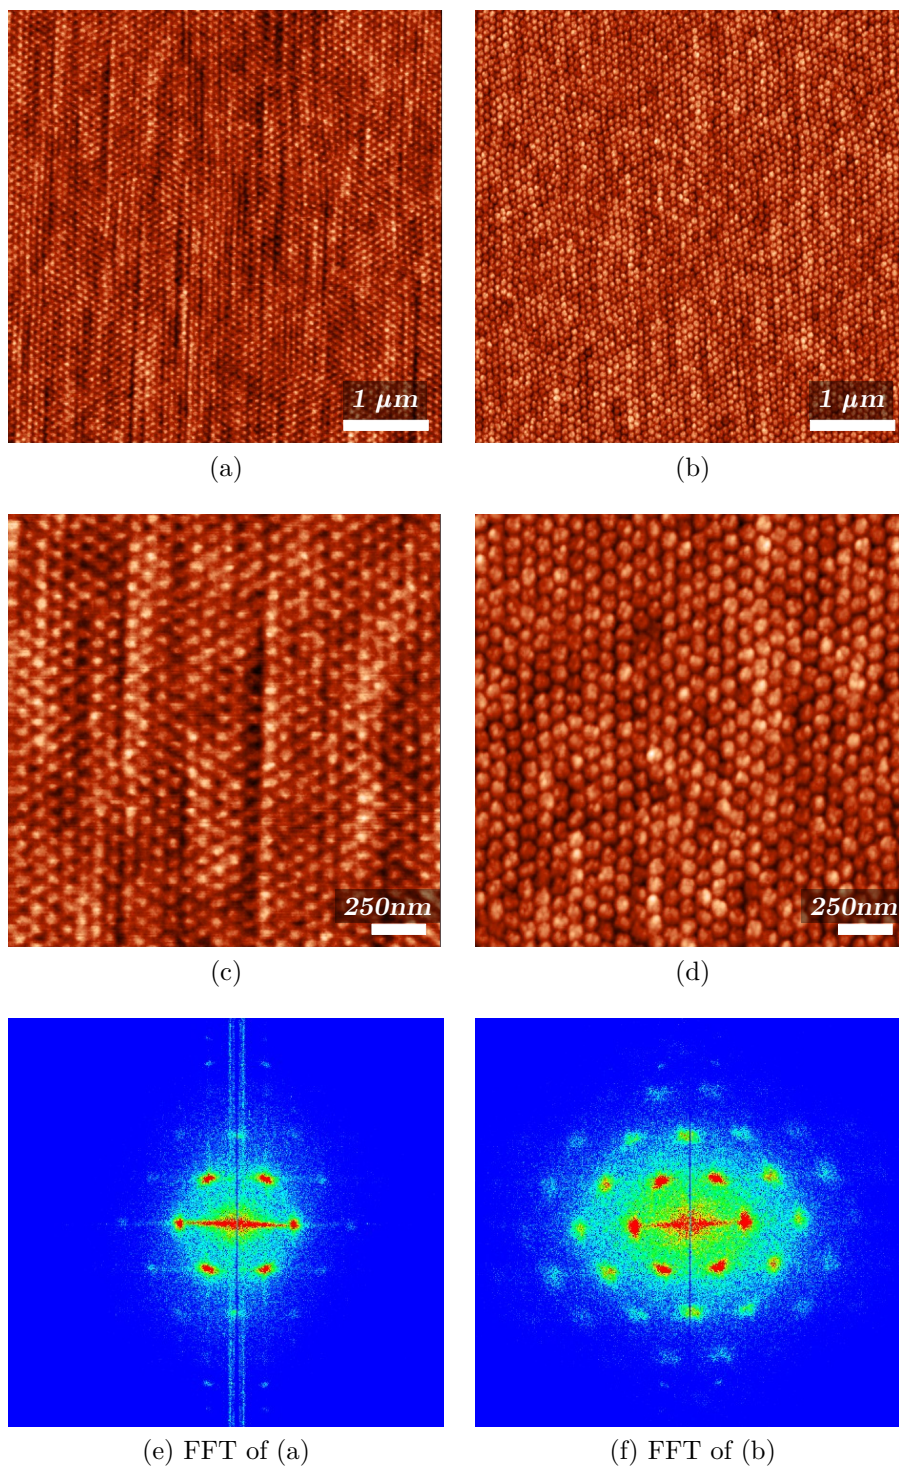 1 μm
1 μm
(a)
(b)
250nm
250nm
(c)
(d)
(e) FFT of (a)
(f) FFT of (b)